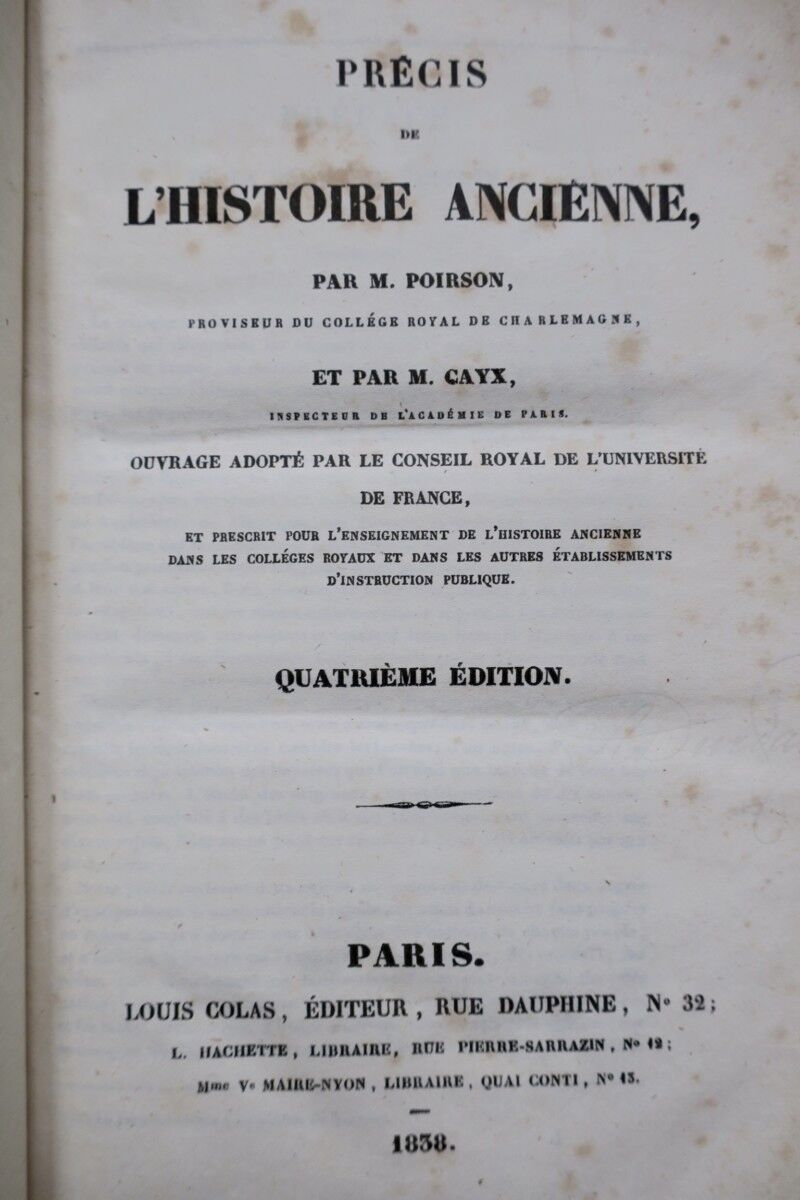 PRÉCIS
DE
L'HISTOIRE ANCIENNE,
PAR M. POIRSON,
PROVISEUR DU COLLÉGE ROYAL DE CHARLEMAGNE,
ET PAR M. CAYX,
INSPECTEUR DE L'ACADÉMIE DE PARIS.
OUVRAGE ADOPTÉ PAR LE CONSEIL ROYAL DE L'UNIVERSITÉ
DE FRANCE,
ET PRESCRIT POUR L'ENSEIGNEMENT DE L'HISTOIRE ANCIENNE
DANS LES COLLÉGES ROYAUX ET DANS LES AUTRES ÉTABLISSEMENTS
D'INSTRUCTION PUBLIQUE.
QUATRIÈME ÉDITION.
PARIS.
LOUIS COLAS, ÉDITEUR, RUE DAUPHINE, No 32;
L. HACHETTE, LIBRAIRE, RUE PIERRE-SARRAZIN, No 12;
Mme Ve MAIRE-NYON, LIBRAIRE, QUAI CONTI, No 13.
1838.